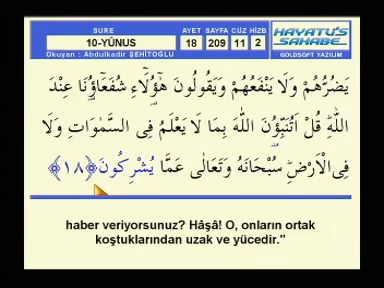 SURE AYET SAYFA CÜZ HİZB
10-YÛNUS 18 209 11 2
Okuyan : Abdulkadir ŞEHİTOĞLU
HAYATU'S
SAHABE
GOLDSOFT YAZILIM
يَضُرُّهُمْ وَلَا يَنْفَعُهُمْ وَيَقُولُونَ هٰٓؤُلَٓاءِ شُفَعَٓاؤُ۬نَا عِنْدَ
اللّٰهِۜ قُلْ اَتُنَبِّؤُ۫نَ اللّٰهَ بِمَا لَا يَعْلَمُ فِي السَّمٰوَاتِ وَلَا
فِي الْاَرْضِۜ سُبْحَانَهُ وَتَعَالٰى عَمَّا يُشْرِكُونَ ﴿١٨﴾
haber veriyorsunuz? Hâşâ! O, onların ortak
koştuklarından uzak ve yücedir."